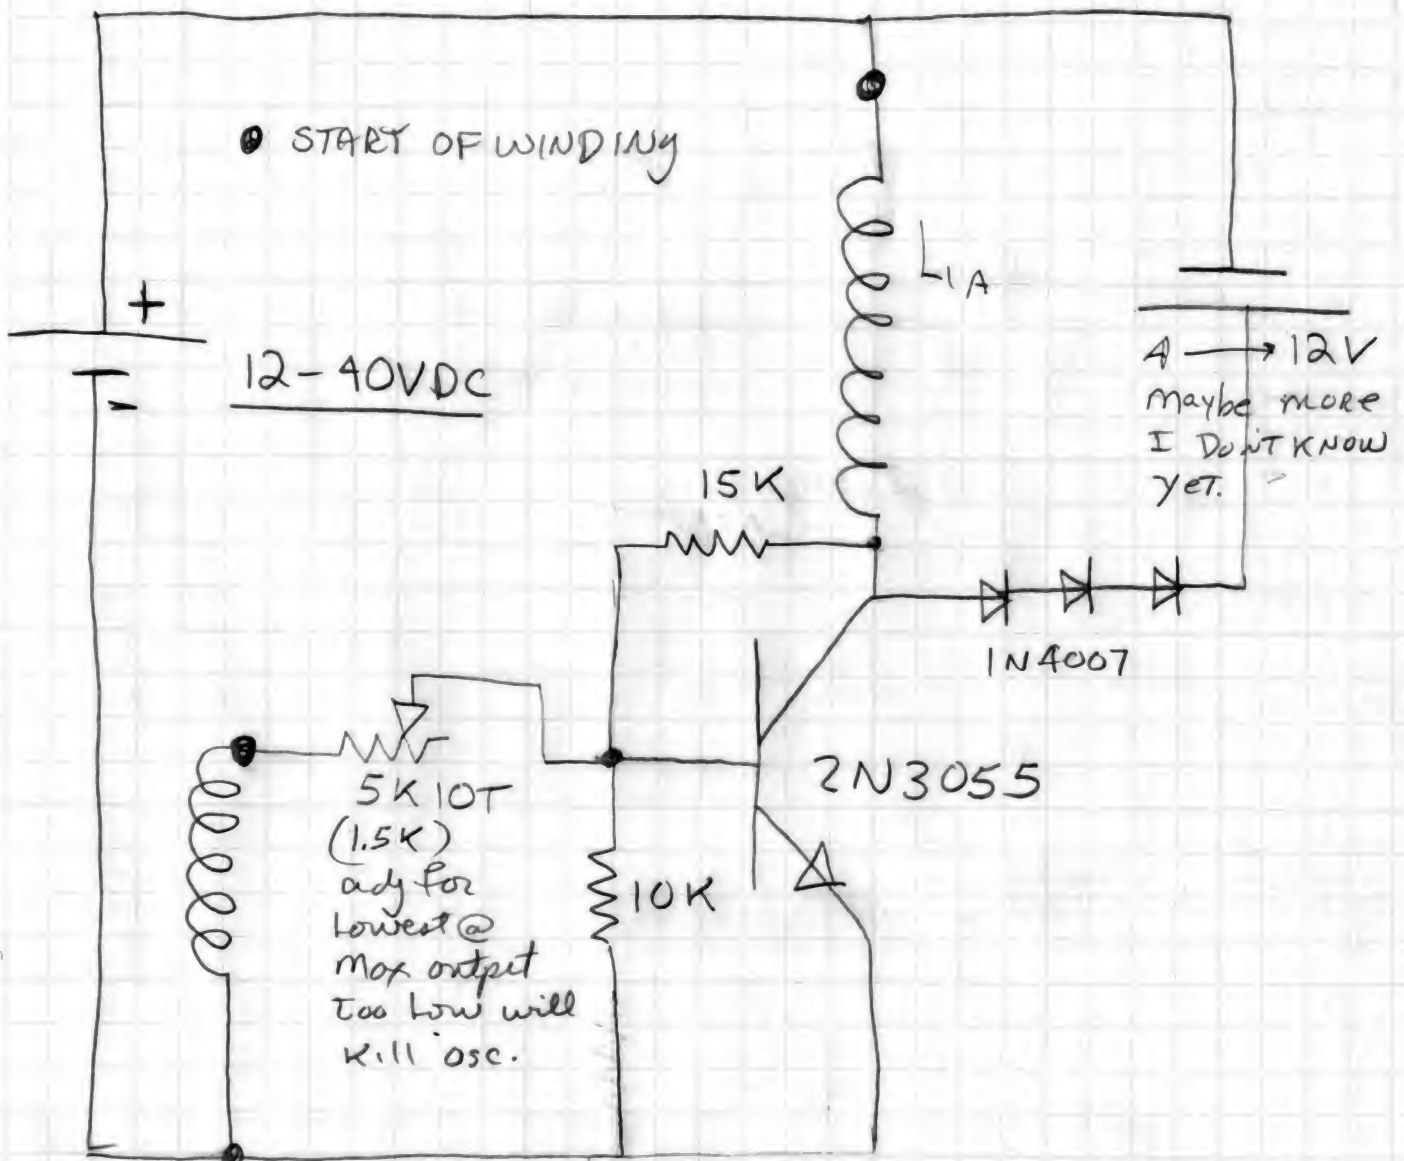 START OF WINDING
+
-
12-40VDC
L1A
4 → 12V
Maybe more
I Don't KNOW
yet.
15K
1N4007
2N3055
5K 10T
(1.5K)
adj for
Lowest @
Max output
Too Low will
Kill osc.
10K